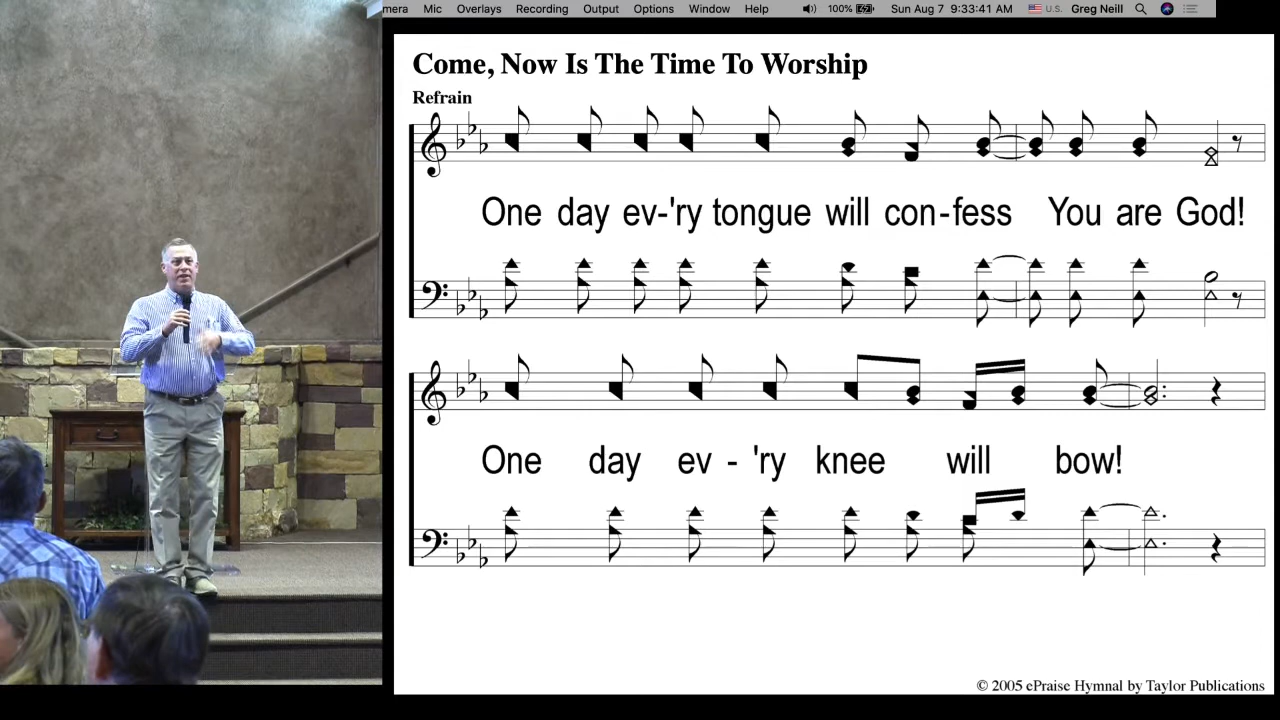 mera Mic Overlays Recording Output Options Window Help 100% Sun Aug 7 9:33:41 AM U.S. Greg Neill
Come, Now Is The Time To Worship
Refrain
One day ev-'ry tongue will con-fess You are God!
One day ev - 'ry knee will bow!
© 2005 ePraise Hymnal by Taylor Publications